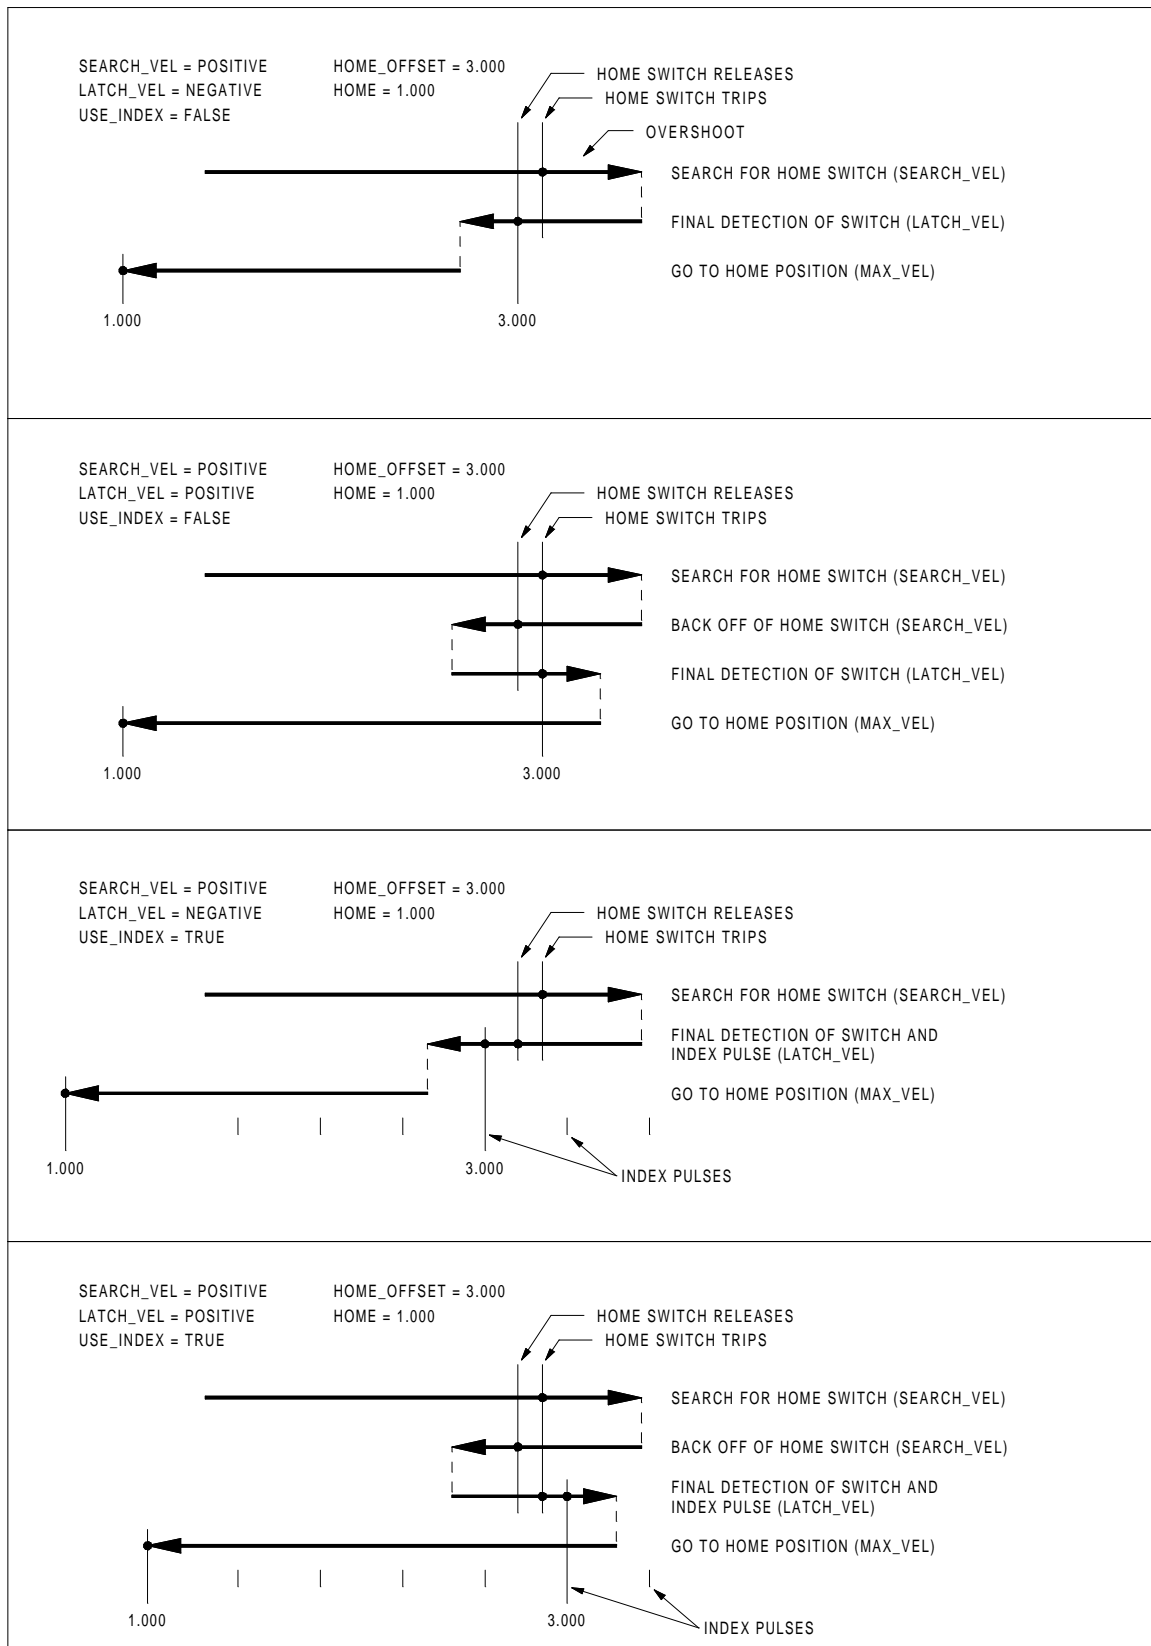 SEARCH_VEL = POSITIVE HOME_OFFSET = 3.000
LATCH_VEL = NEGATIVE HOME = 1.000
USE_INDEX = FALSE
HOME SWITCH RELEASES
HOME SWITCH TRIPS
OVERSHOOT
SEARCH FOR HOME SWITCH (SEARCH_VEL)
FINAL DETECTION OF SWITCH (LATCH_VEL)
GO TO HOME POSITION (MAX_VEL)
1.000 3.000
SEARCH_VEL = POSITIVE HOME_OFFSET = 3.000
LATCH_VEL = POSITIVE HOME = 1.000
USE_INDEX = FALSE
HOME SWITCH RELEASES
HOME SWITCH TRIPS
SEARCH FOR HOME SWITCH (SEARCH_VEL)
BACK OFF OF HOME SWITCH (SEARCH_VEL)
FINAL DETECTION OF SWITCH (LATCH_VEL)
GO TO HOME POSITION (MAX_VEL)
1.000 3.000
SEARCH_VEL = POSITIVE HOME_OFFSET = 3.000
LATCH_VEL = NEGATIVE HOME = 1.000
USE_INDEX = TRUE
HOME SWITCH RELEASES
HOME SWITCH TRIPS
SEARCH FOR HOME SWITCH (SEARCH_VEL)
FINAL DETECTION OF SWITCH AND
INDEX PULSE (LATCH_VEL)
GO TO HOME POSITION (MAX_VEL)
1.000 3.000
INDEX PULSES
SEARCH_VEL = POSITIVE HOME_OFFSET = 3.000
LATCH_VEL = POSITIVE HOME = 1.000
USE_INDEX = TRUE
HOME SWITCH RELEASES
HOME SWITCH TRIPS
SEARCH FOR HOME SWITCH (SEARCH_VEL)
BACK OFF OF HOME SWITCH (SEARCH_VEL)
FINAL DETECTION OF SWITCH AND
INDEX PULSE (LATCH_VEL)
GO TO HOME POSITION (MAX_VEL)
1.000 3.000
INDEX PULSES